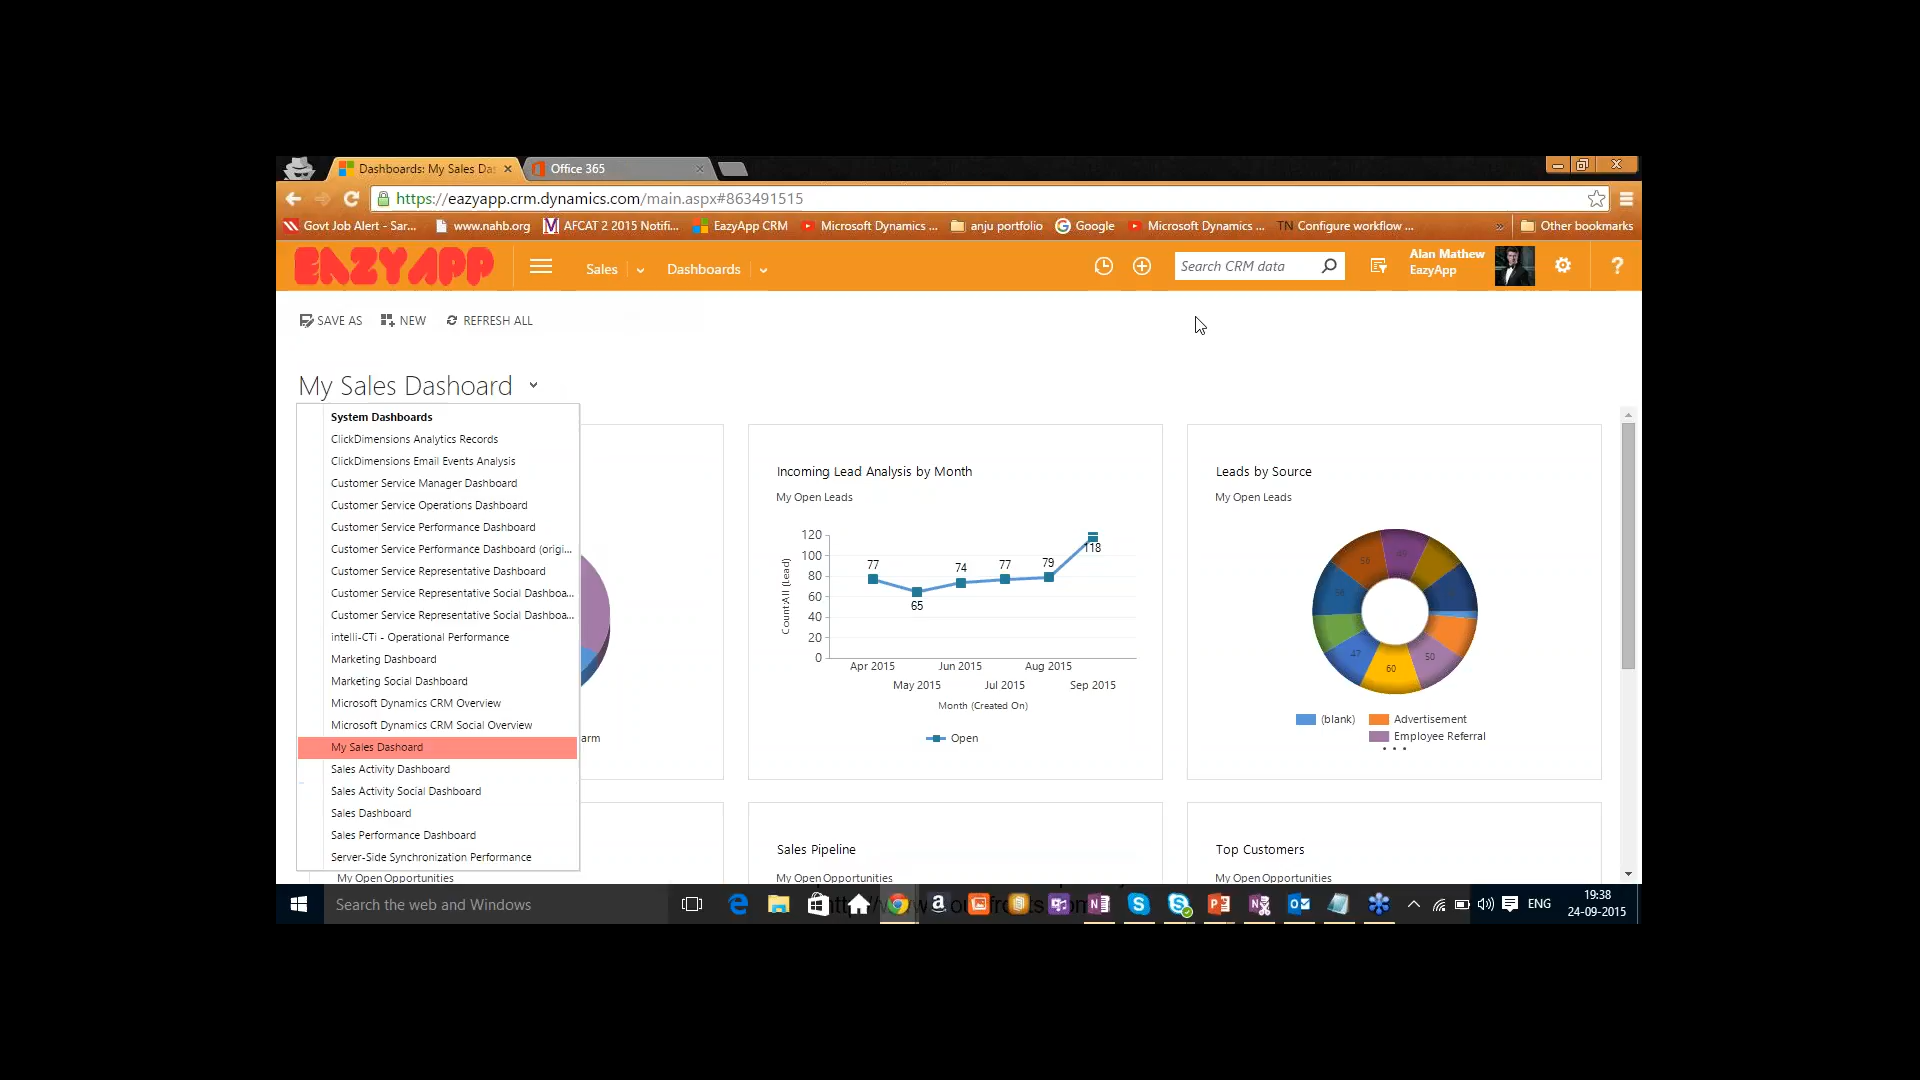 Dashboards: My Sales Das
Office 365
https://eazyapp.crm.dynamics.com/main.aspx#863491515
Govt Job Alert - Sar...
www.nahb.org
AFCAT 2 2015 Notifi...
EazyApp CRM
Microsoft Dynamics ...
anju portfolio
Google
Microsoft Dynamics ...
TN Configure workflow ...
»
Other bookmarks
EAZYAPP
Sales
Dashboards
Search CRM data
Alan Mathew
EazyApp
?
SAVE AS
NEW
REFRESH ALL
My Sales Dashoard
System Dashboards
ClickDimensions Analytics Records
ClickDimensions Email Events Analysis
Customer Service Manager Dashboard
Customer Service Operations Dashboard
Customer Service Performance Dashboard
Customer Service Performance Dashboard (origi...
Customer Service Representative Dashboard
Customer Service Representative Social Dashboa...
Customer Service Representative Social Dashboa...
intelli-CTi - Operational Performance
Marketing Dashboard
Marketing Social Dashboard
Microsoft Dynamics CRM Overview
Microsoft Dynamics CRM Social Overview
My Sales Dashoard
Sales Activity Dashboard
Sales Activity Social Dashboard
Sales Dashboard
Sales Performance Dashboard
Server-Side Synchronization Performance
My Open Opportunities
arm
Incoming Lead Analysis by Month
My Open Leads
CountAll (Lead)
120
100
80
60
40
20
0
77
65
74
77
79
118
Apr 2015
May 2015
Jun 2015
Jul 2015
Aug 2015
Sep 2015
Month (Created On)
Open
Leads by Source
My Open Leads
56
49
58
47
60
50
(blank)
Advertisement
Employee Referral
Sales Pipeline
My Open Opportunities
Top Customers
My Open Opportunities
Search the web and Windows
ENG
19:38
24-09-2015